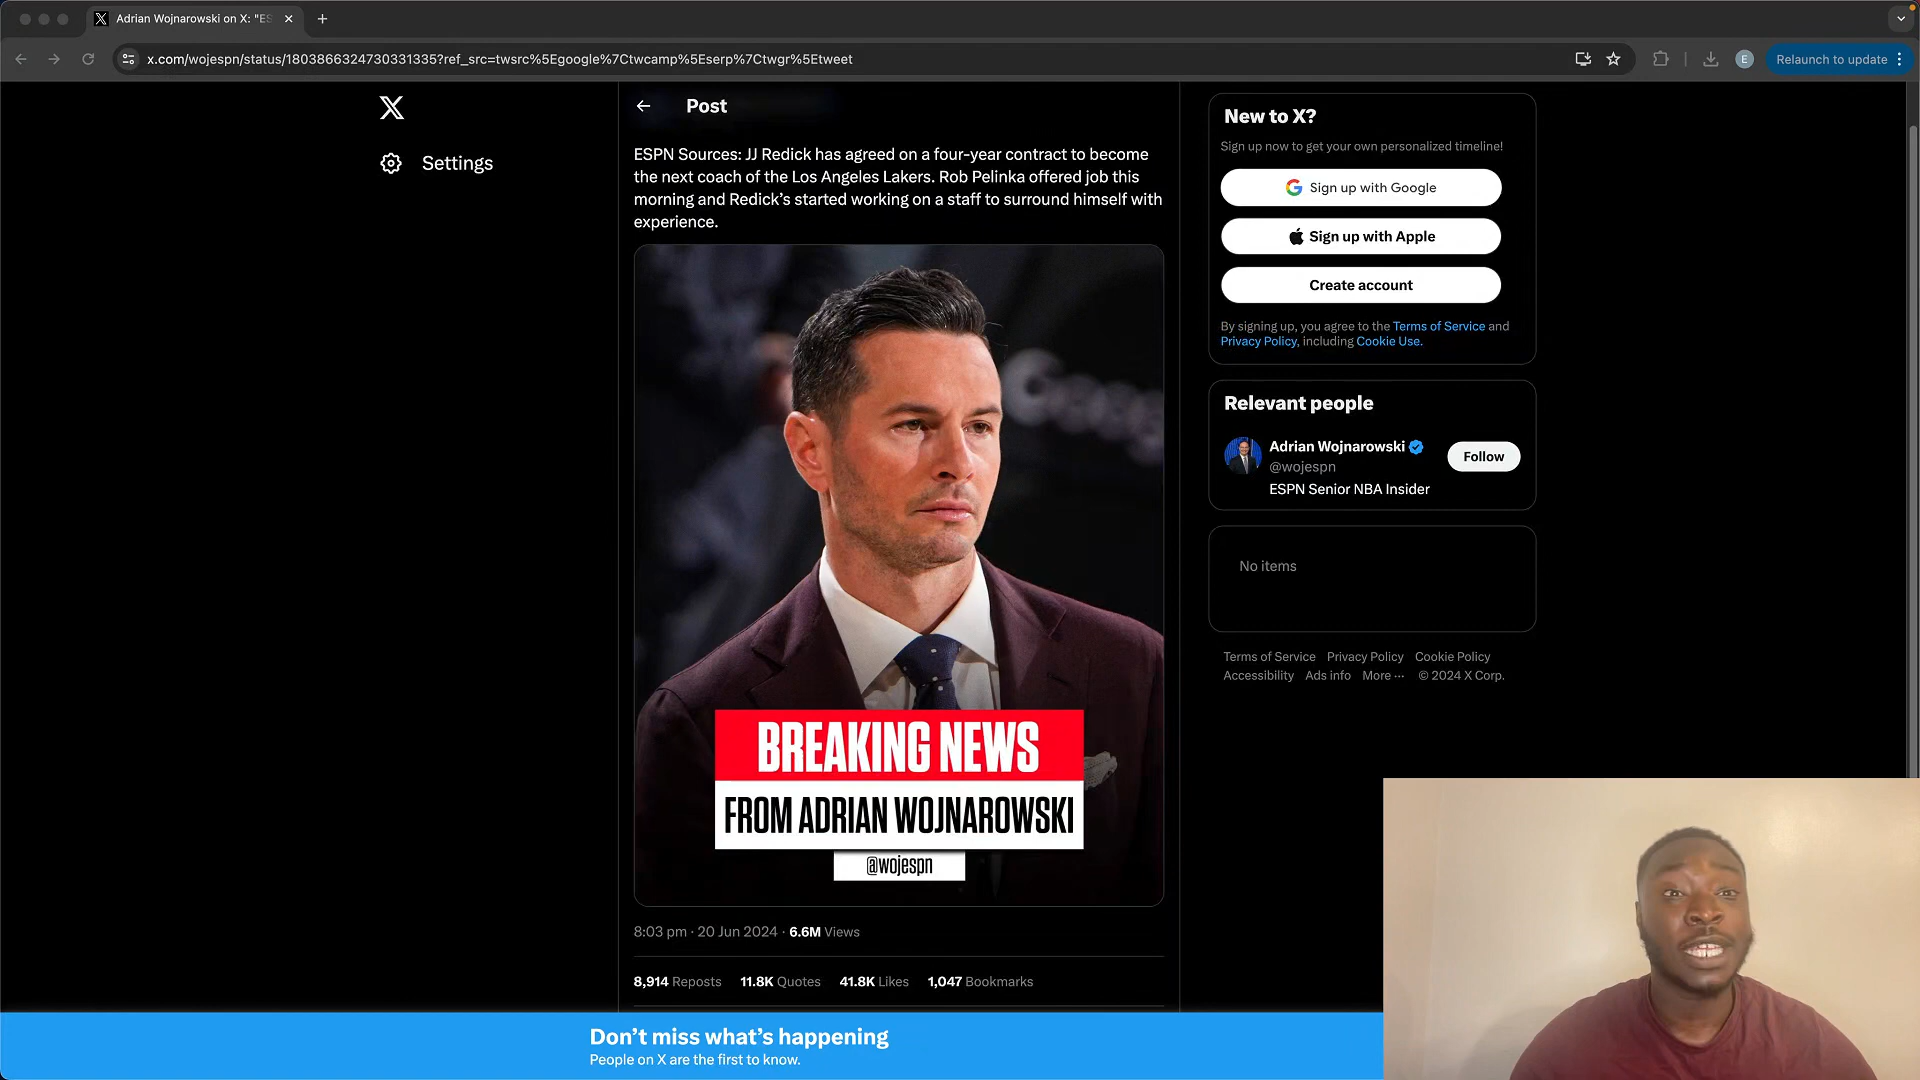 Adrian Wojnarowski on X: "ES
x.com/wojespn/status/1803866324730331335?ref_src=twsrc%5Egoogle%7Ctwcamp%5Eserp%7Ctwgr%5Etweet
E
Relaunch to update
Settings
Post
ESPN Sources: JJ Redick has agreed on a four-year contract to become
the next coach of the Los Angeles Lakers. Rob Pelinka offered job this
morning and Redick’s started working on a staff to surround himself with
experience.
BREAKING NEWS
FROM ADRIAN WOJNAROWSKI
@wojespn
8:03 pm · 20 Jun 2024 · 6.6M Views
8,914 Reposts 11.8K Quotes 41.8K Likes 1,047 Bookmarks
New to X?
Sign up now to get your own personalized timeline!
Sign up with Google
Sign up with Apple
Create account
By signing up, you agree to the Terms of Service and
Privacy Policy, including Cookie Use.
Relevant people
Adrian Wojnarowski
@wojespn
Follow
ESPN Senior NBA Insider
No items
Terms of Service Privacy Policy Cookie Policy
Accessibility Ads info More ··· © 2024 X Corp.
Don’t miss what’s happening
People on X are the first to know.